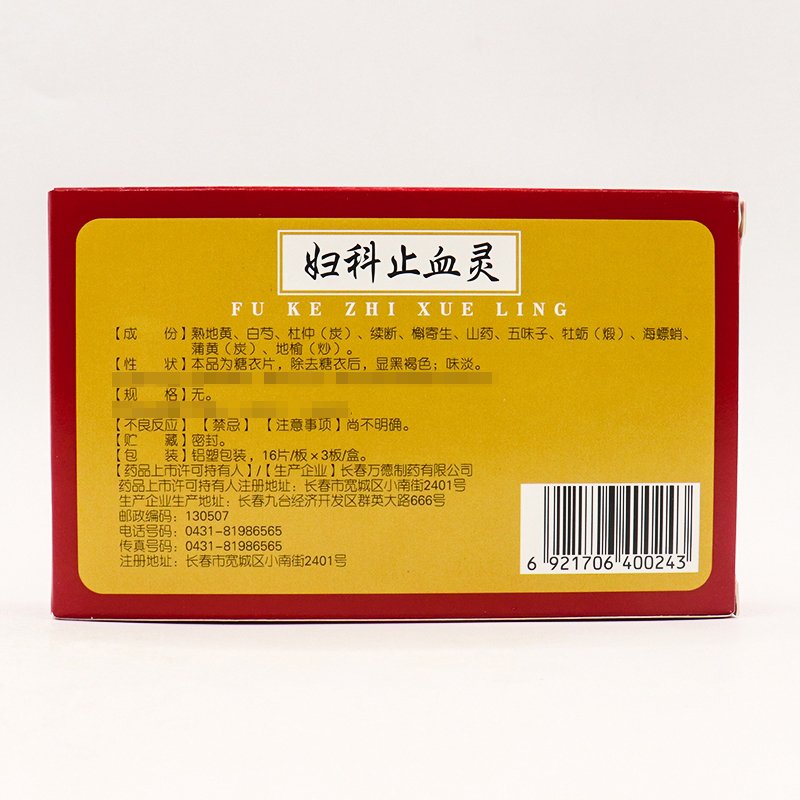 妇科止血灵
FU KE ZHI XUE LING
【成 份】熟地黄、白芍、杜仲（炭）、续断、槲寄生、山药、五味子、牡蛎（煅）、海螵蛸、
蒲黄（炭）、地榆（炒）。
【性 状】本品为糖衣片，除去糖衣后，显黑褐色；味淡。
【规 格】无。
【不良反应】【禁忌】【注意事项】尚不明确。
【贮 藏】密封。
【包 装】铝塑包装，16片/板×3板/盒。
【药品上市许可持有人】/【生产企业】长春万德制药有限公司
药品上市许可持有人注册地址：长春市宽城区小南街2401号
生产企业生产地址：长春九台经济开发区群英大路666号
邮政编码：130507
电话号码：0431-81986565
传真号码：0431-81986565
注册地址：长春市宽城区小南街2401号
6 921706 400243